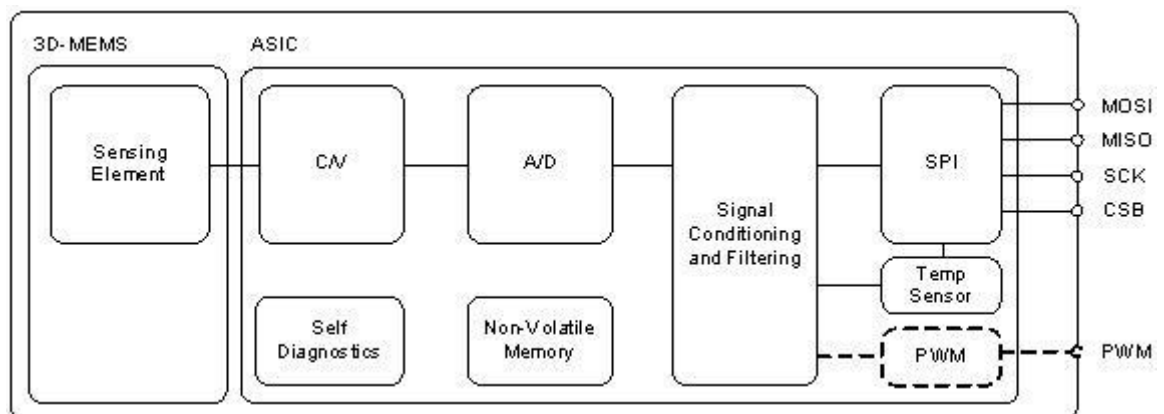 3D-MEMS
ASIC
Sensing
Element
C/V
A/D
Signal
Conditioning
and Filtering
SPI
MOSI
MISO
SCK
CSB
Temp
Sensor
Self
Diagnostics
Non-Volatile
Memory
PWM
PWM